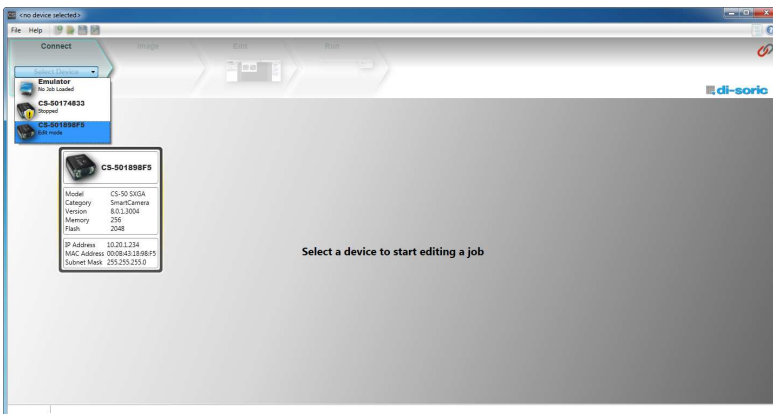 <no device selected>
File Help
Connect Image Edit Run
Select Device
di-soric
Emulator
No Job Loaded
CS-50174833
Stopped
CS-501898F5
Edit mode
CS-501898F5
Model CS-50 SXGA
Category SmartCamera
Version 8.0.1.3004
Memory 256
Flash 2048
IP Address 10.20.1.234
MAC Address 00:0B:43:18:98:F5
Subnet Mask 255.255.255.0
Select a device to start editing a job